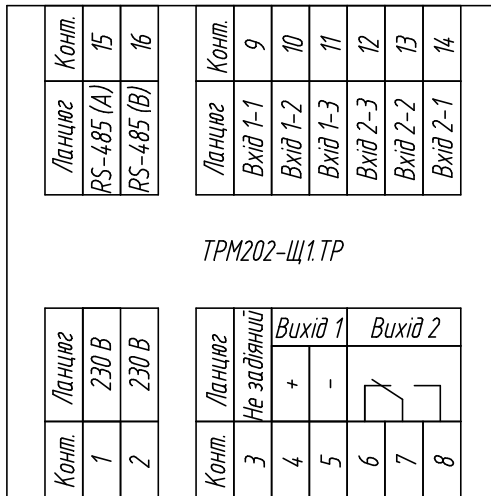 Конт. 15 16
Ланцюг RS-485 (A) RS-485 (B)
Конт. 9 10 11 12 13 14
Ланцюг Вхід 1-1 Вхід 1-2 Вхід 1-3 Вхід 2-3 Вхід 2-2 Вхід 2-1
ТРМ202-Щ1.ТР
Ланцюг 230 В 230 В
Конт. 1 2
Вихід 1 Вихід 2
Ланцюг Не задіяний + -
Конт. 3 4 5 6 7 8